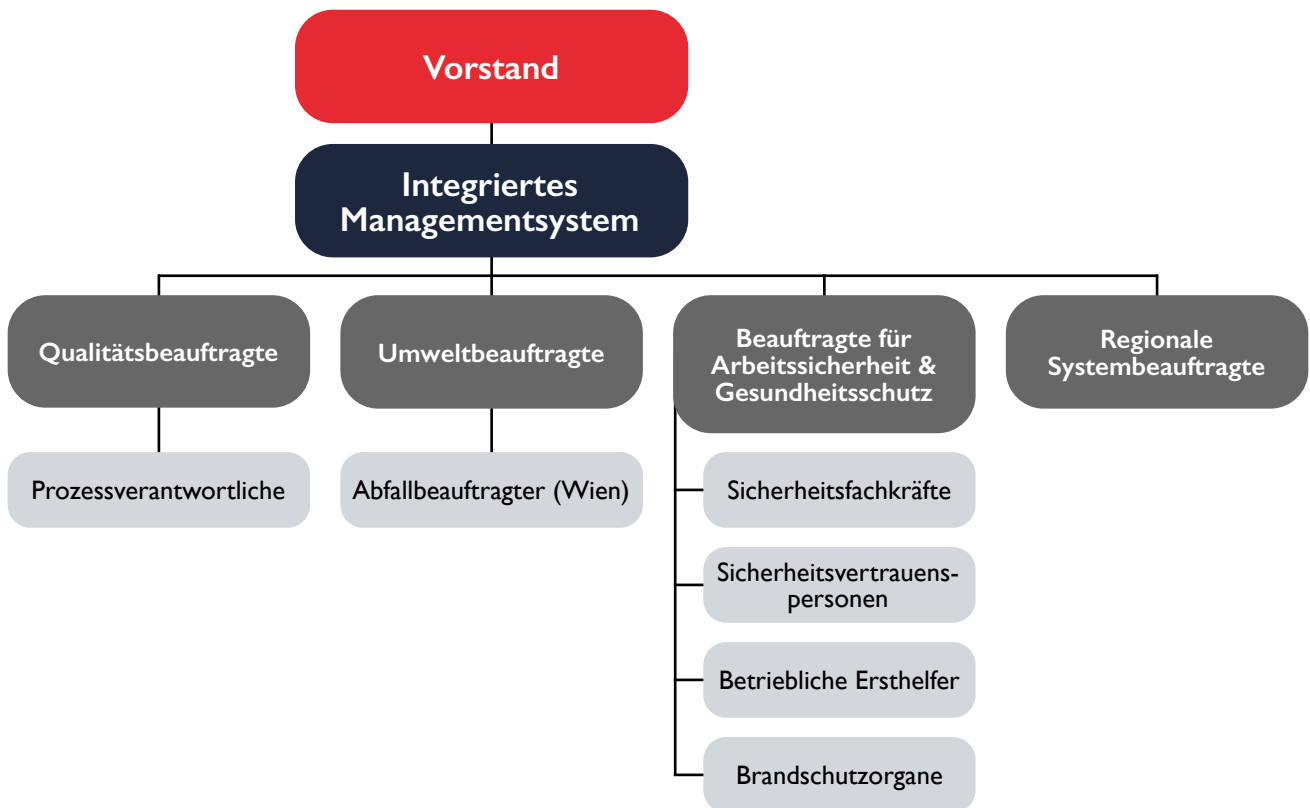 Vorstand
Integriertes
Managementsystem
Qualitätsbeauftragte
Umweltbeauftragte
Beauftragte für
Arbeitssicherheit &
Gesundheitsschutz
Regionale
Systembeauftragte
Prozessverantwortliche
Abfallbeauftragter (Wien)
Sicherheitsfachkräfte
Sicherheitsvertrauens-
personen
Betriebliche Ersthelfer
Brandschutzorgane